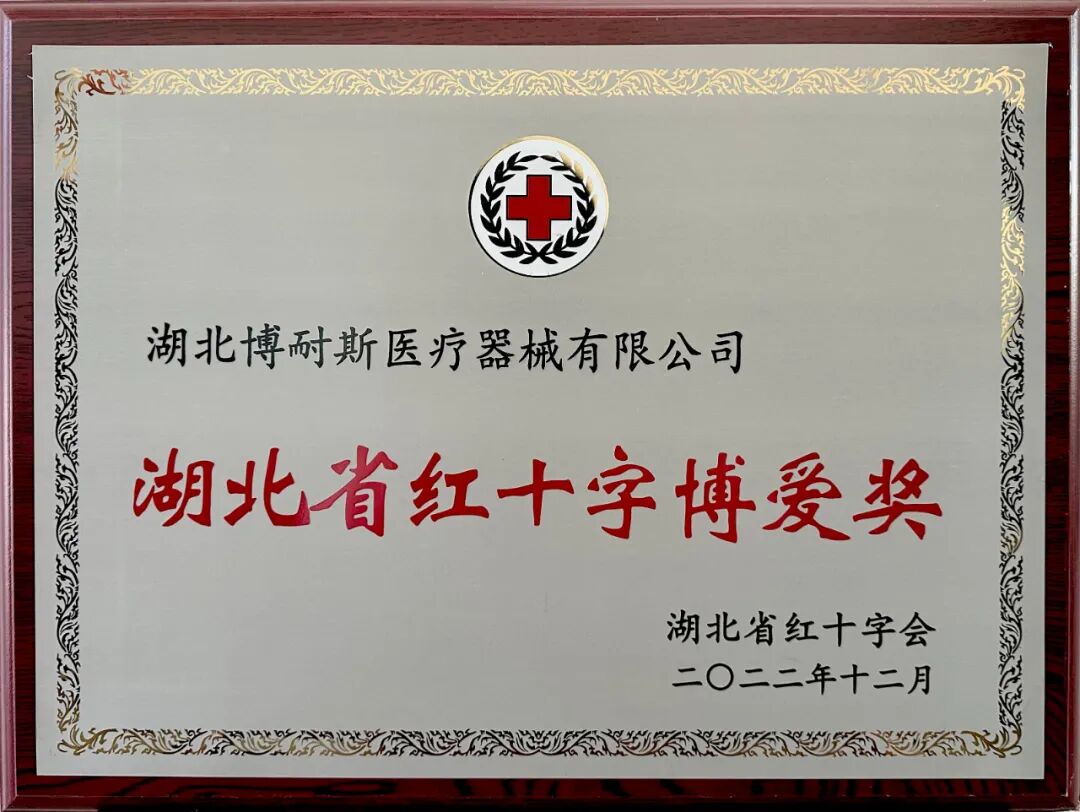 湖北博耐斯医疗器械有限公司
湖北省红十字博爱奖
湖北省红十字会
二〇二二年十二月